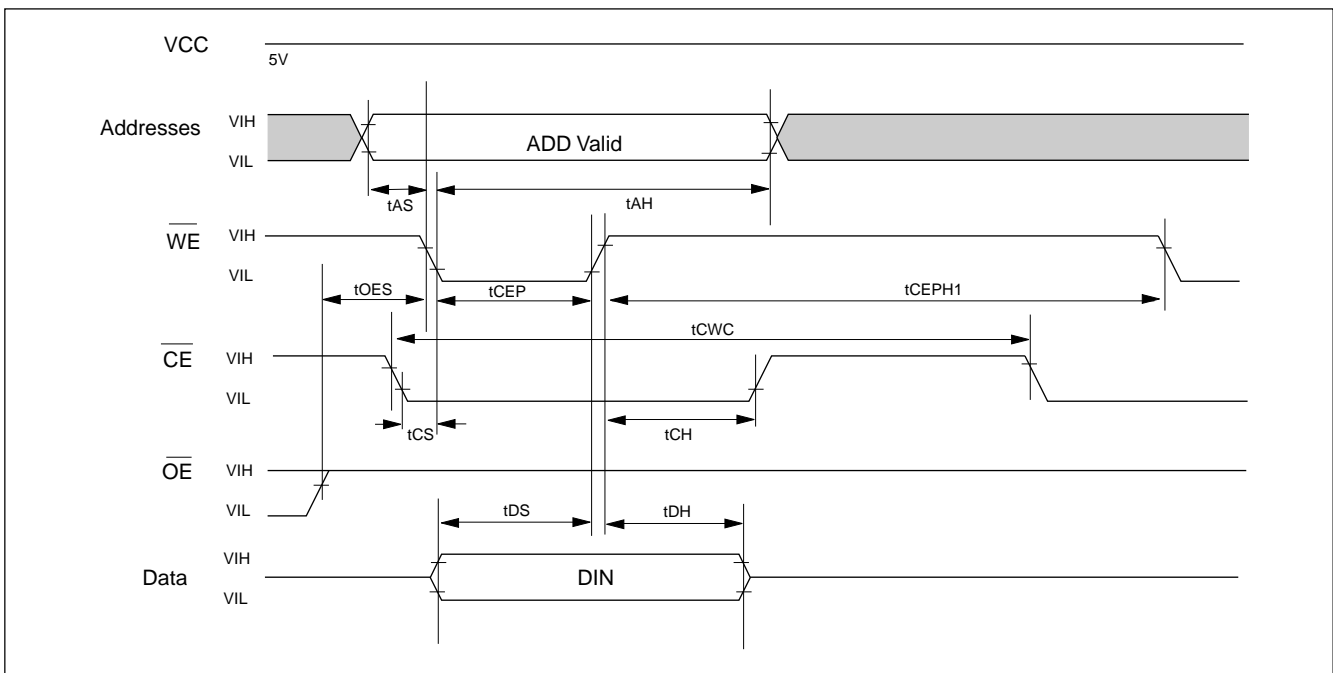 VCC
5V
Addresses
VIH
VIL
ADD Valid
tAS
tAH
WE
VIH
VIL
tOES
tCEP
tCEPH1
tCWC
CE
VIH
VIL
tCS
tCH
OE
VIH
VIL
tDS
tDH
Data
VIH
VIL
DIN